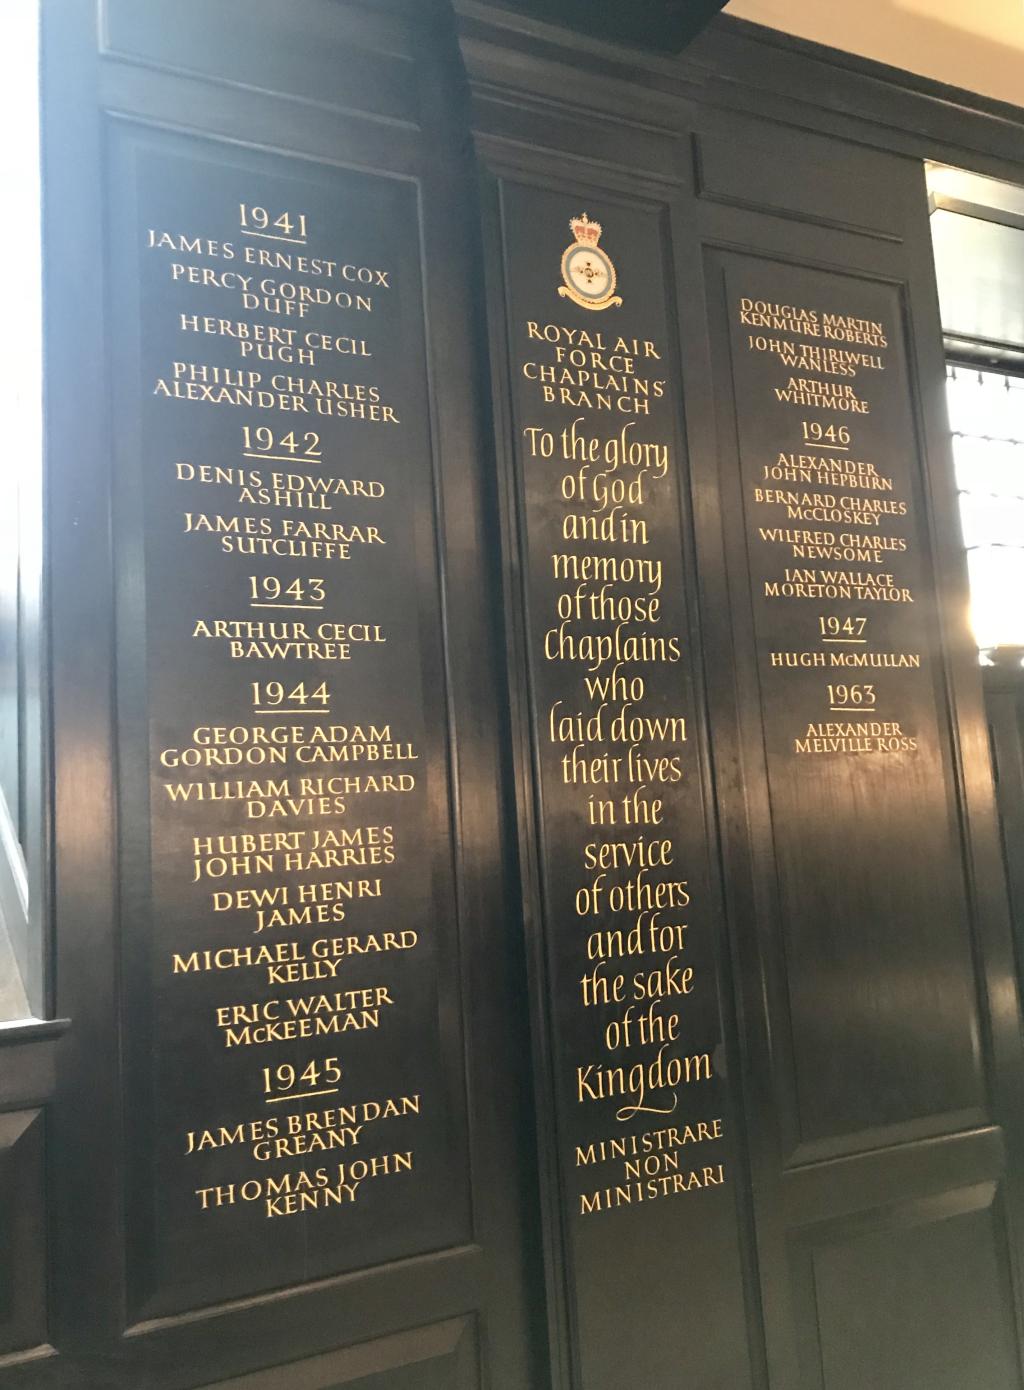 1941
JAMES ERNEST COX
PERCY GORDON
DUFF
HERBERT CECIL
PUGH
PHILIP CHARLES
ALEXANDER USHER
1942
DENIS EDWARD
ASHILL
JAMES FARRAR
SUTCLIFFE
1943
ARTHUR CECIL
BAWTREE
1944
GEORGE ADAM
GORDON CAMPBELL
WILLIAM RICHARD
DAVIES
HUBERT JAMES
JOHN HARRIES
DEWI HENRI
JAMES
MICHAEL GERARD
KELLY
ERIC WALTER
McKEEMAN
1945
JAMES BRENDAN
GREANY
THOMAS JOHN
KENNY
ROYAL AIR
FORCE
CHAPLAINS'
BRANCH
To the glory
of God
and in
memory
of those
Chaplains
who
laid down
their lives
in the
service
of others
and for
the sake
of the
Kingdom
MINISTRARE
NON
MINISTRARI
DOUGLAS MARTIN
KENMURE ROBERTS
JOHN THIRLWELL
WANLESS
ARTHUR
WHITMORE
1946
ALEXANDER
JOHN HEPBURN
BERNARD CHARLES
McCLOSKEY
WILFRED CHARLES
NEWSOME
IAN WALLACE
MORETON TAYLOR
1947
HUGH McMULLAN
1963
ALEXANDER
MELVILLE ROSS